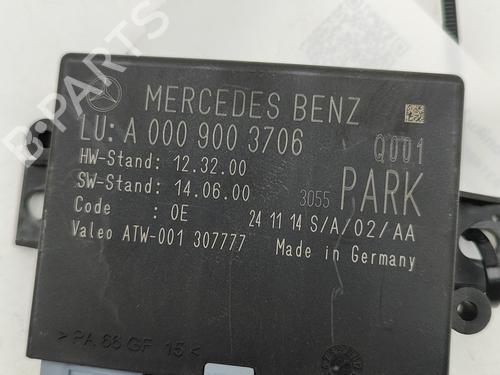 B-PARTS
MERCEDES BENZ
LU: A 000 900 3706 Q001
HW-Stand: 12.32.00
SW-Stand: 14.06.00 3055 PARK
Code : 0E 24 11 14 S/A/02/AA
Valeo ATW-001 307777 Made in Germany
>PA 66 GF 15<